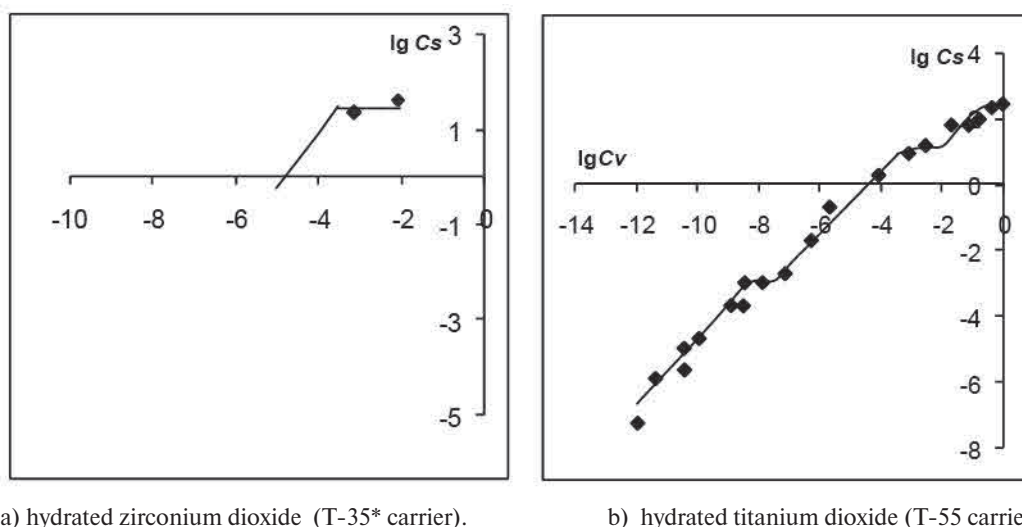 lg Cs 3
1
-10 -8 -6 -4 -2 0
-1
-3
-5
lg Cs 4
2
lgCv
0
-14 -12 -10 -8 -6 -4 -2 0
-2
-4
-6
-8
a) hydrated zirconium dioxide (T-35* carrier).
b) hydrated titanium dioxide (T-55 carrie